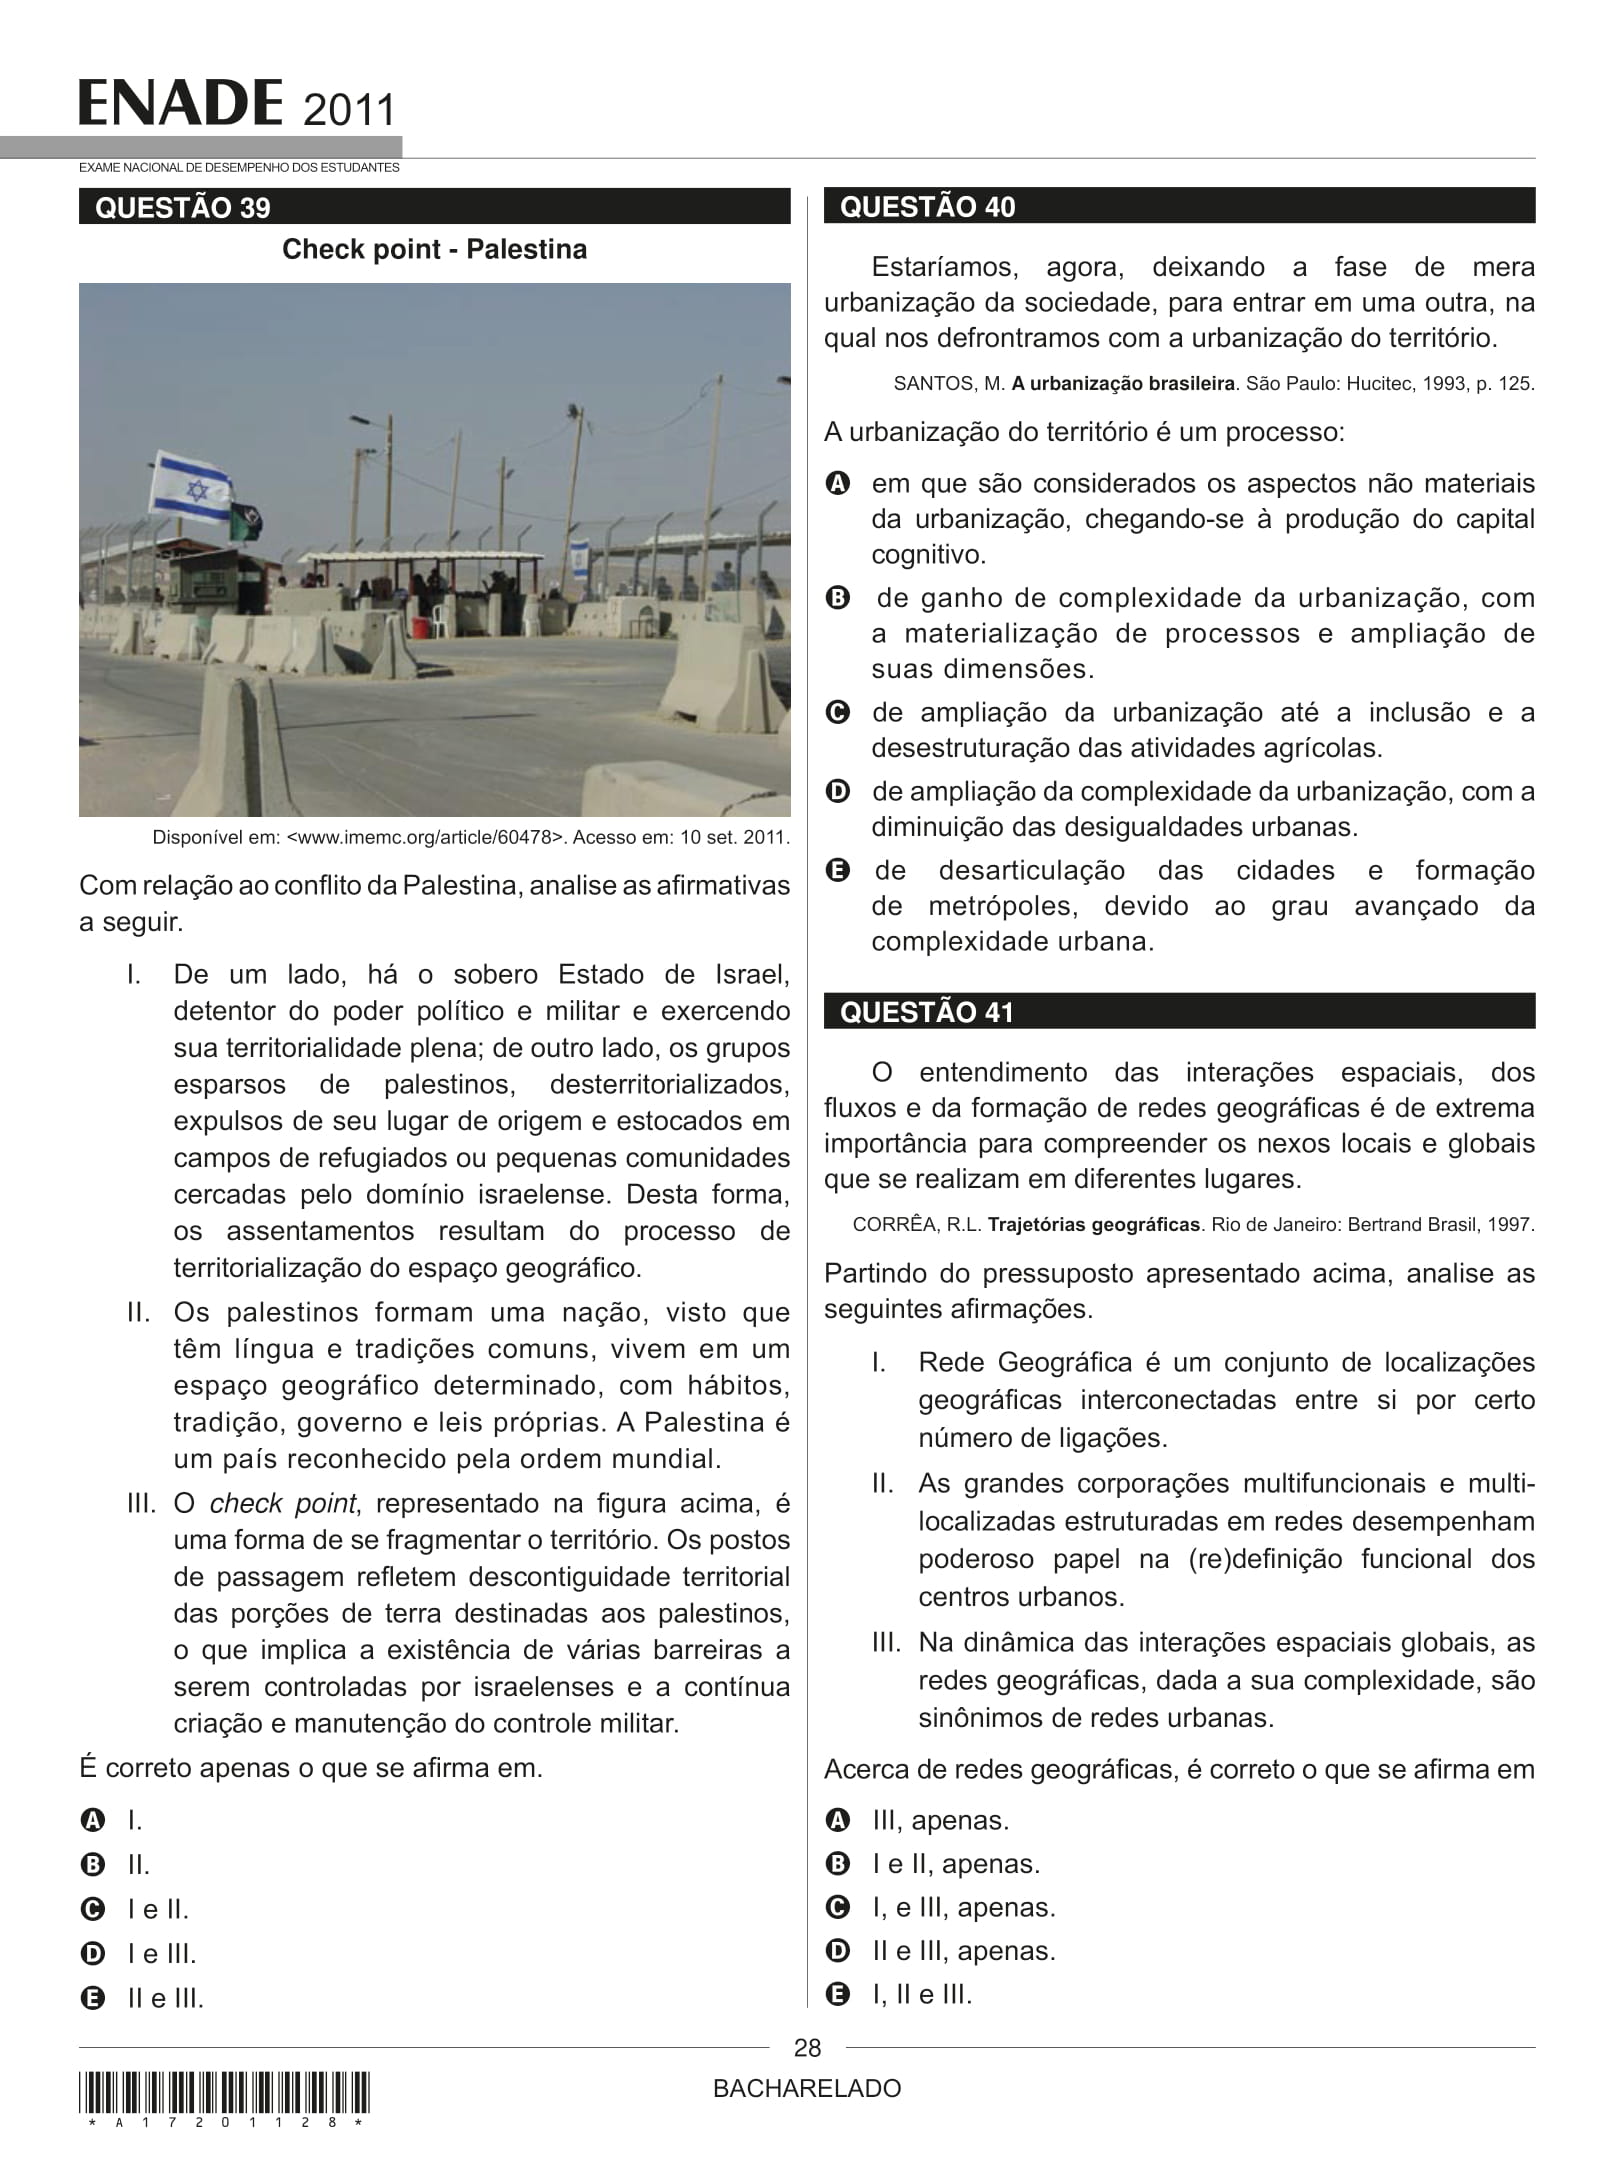 ENADE 2011
EXAME NACIONAL DE DESEMPENHO DOS ESTUDANTES
QUESTÃO 39
Check point - Palestina
Disponível em: <www.imemc.org/article/60478>. Acesso em: 10 set. 2011.
Com relação ao conflito da Palestina, analise as afirmativas
a seguir.
I. De um lado, há o sobero Estado de Israel,
detentor do poder político e militar e exercendo
sua territorialidade plena; de outro lado, os grupos
esparsos de palestinos, desterritorializados,
expulsos de seu lugar de origem e estocados em
campos de refugiados ou pequenas comunidades
cercadas pelo domínio israelense. Desta forma,
os assentamentos resultam do processo de
territorialização do espaço geográfico.
II. Os palestinos formam uma nação, visto que
têm língua e tradições comuns, vivem em um
espaço geográfico determinado, com hábitos,
tradição, governo e leis próprias. A Palestina é
um país reconhecido pela ordem mundial.
III. O check point, representado na figura acima, é
uma forma de se fragmentar o território. Os postos
de passagem refletem descontiguidade territorial
das porções de terra destinadas aos palestinos,
o que implica a existência de várias barreiras a
serem controladas por israelenses e a contínua
criação e manutenção do controle militar.
É correto apenas o que se afirma em.
A I.
B II.
C I e II.
D I e III.
E II e III.
QUESTÃO 40
Estaríamos, agora, deixando a fase de mera
urbanização da sociedade, para entrar em uma outra, na
qual nos defrontramos com a urbanização do território.
SANTOS, M. A urbanização brasileira. São Paulo: Hucitec, 1993, p. 125.
A urbanização do território é um processo:
A em que são considerados os aspectos não materiais
da urbanização, chegando-se à produção do capital
cognitivo.
B de ganho de complexidade da urbanização, com
a materialização de processos e ampliação de
suas dimensões.
C de ampliação da urbanização até a inclusão e a
desestruturação das atividades agrícolas.
D de ampliação da complexidade da urbanização, com a
diminuição das desigualdades urbanas.
E de desarticulação das cidades e formação
de metrópoles, devido ao grau avançado da
complexidade urbana.
QUESTÃO 41
O entendimento das interações espaciais, dos
fluxos e da formação de redes geográficas é de extrema
importância para compreender os nexos locais e globais
que se realizam em diferentes lugares.
CORRÊA, R.L. Trajetórias geográficas. Rio de Janeiro: Bertrand Brasil, 1997.
Partindo do pressuposto apresentado acima, analise as
seguintes afirmações.
I. Rede Geográfica é um conjunto de localizações
geográficas interconectadas entre si por certo
número de ligações.
II. As grandes corporações multifuncionais e multi-
localizadas estruturadas em redes desempenham
poderoso papel na (re)definição funcional dos
centros urbanos.
III. Na dinâmica das interações espaciais globais, as
redes geográficas, dada a sua complexidade, são
sinônimos de redes urbanas.
Acerca de redes geográficas, é correto o que se afirma em
A III, apenas.
B I e II, apenas.
C I, e III, apenas.
D II e III, apenas.
E I, II e III.
28
BACHARELADO
*A17201128*